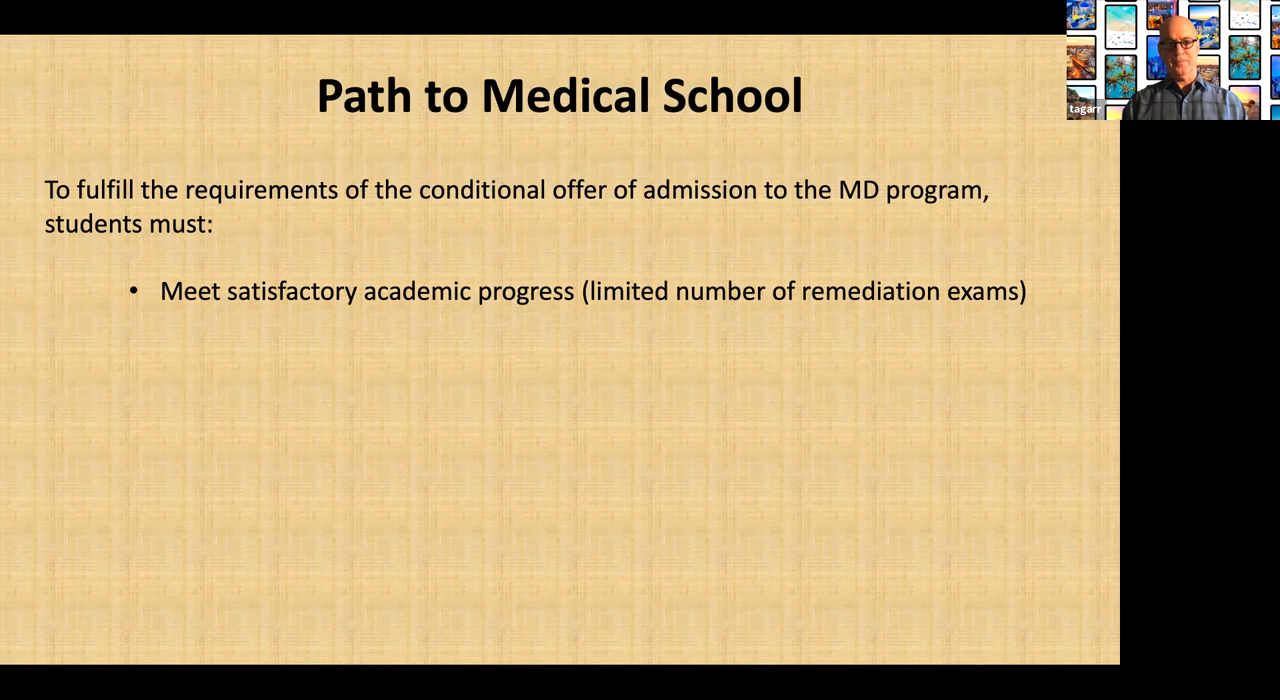 Path to Medical School
To fulfill the requirements of the conditional offer of admission to the MD program,
students must:
• Meet satisfactory academic progress (limited number of remediation exams)
tagarr